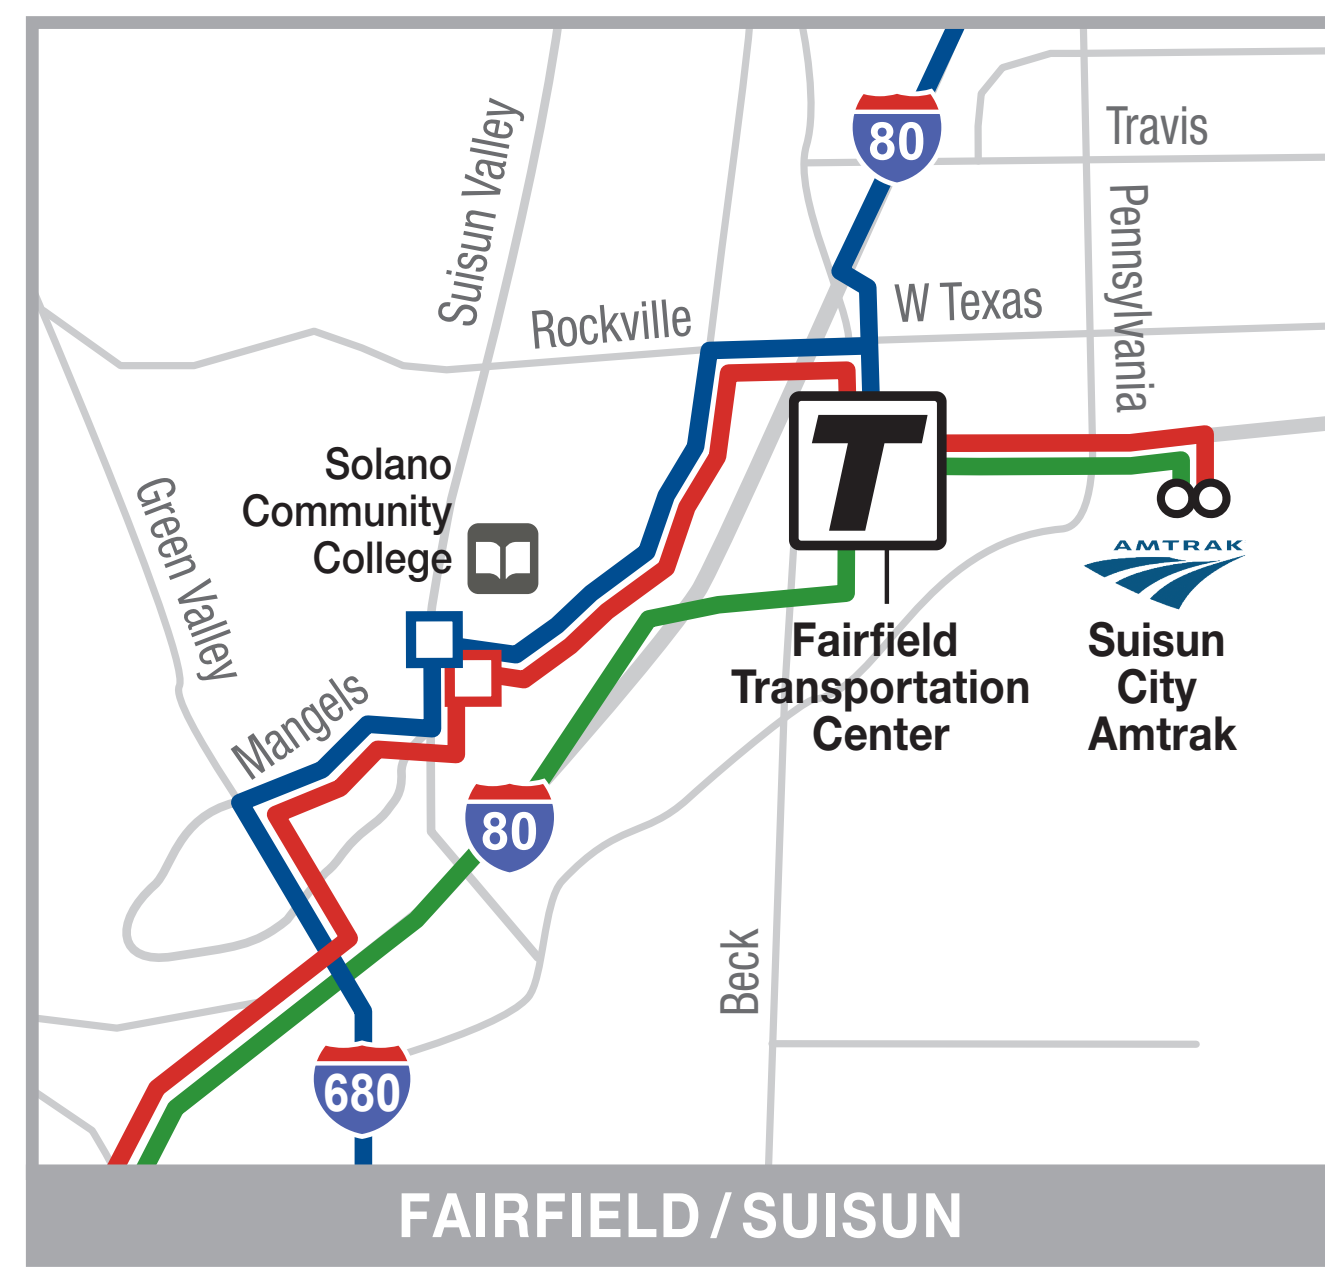 80
Travis
Suisun Valley
Pennsylvania
W Texas
Rockville
Solano
Community
College
Green Valley
T
AMTRAK
Fairfield
Transportation
Center
Suisun
City
Amtrak
Mangels
80
Beck
680
FAIRFIELD / SUISUN